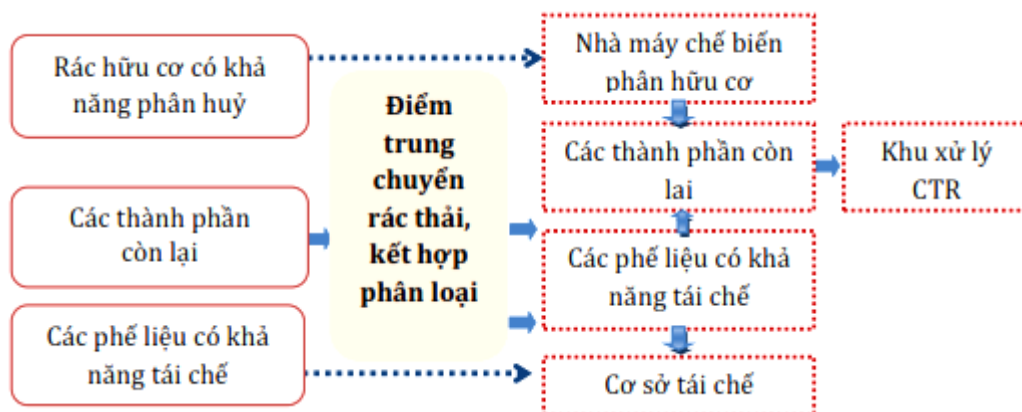 Rác hữu cơ có khả
năng phân huỷ
Các thành phần
còn lại
Các phế liệu có khả
năng tái chế
Điểm
trung
chuyển
rác thải,
kết hợp
phân loại
Nhà máy chế biến
phân hữu cơ
Các thành phần còn
lại
Các phế liệu có khả
năng tái chế
Cơ sở tái chế
Khu xử lý
CTR